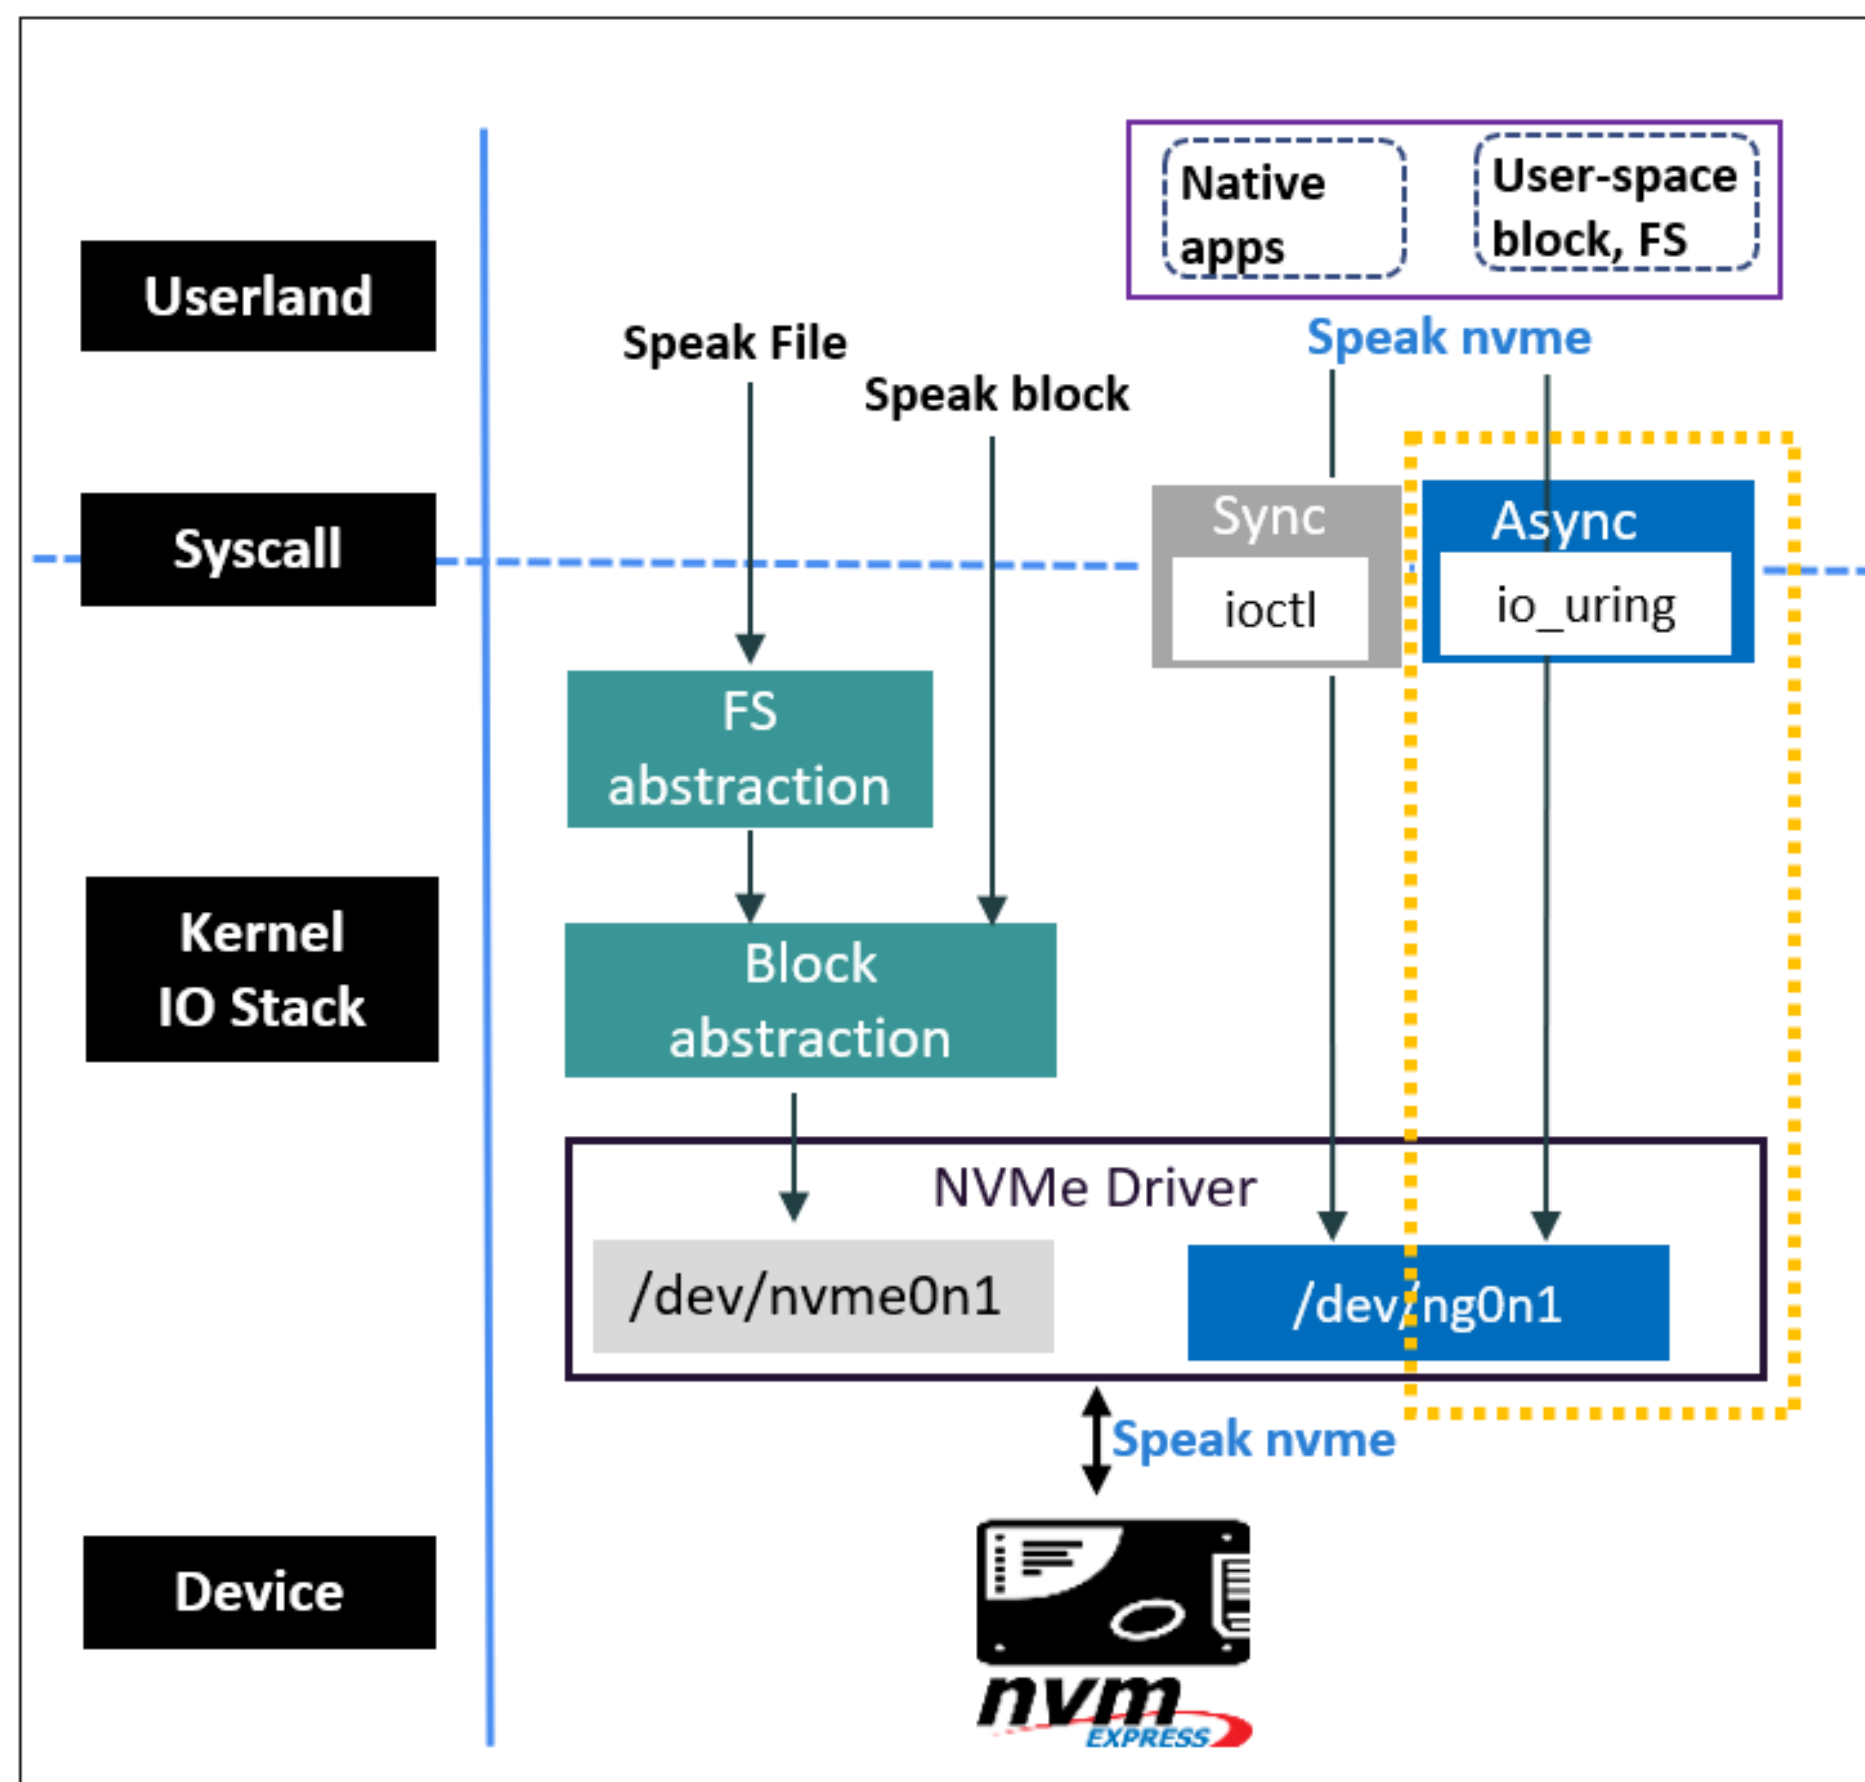 Native
apps
User-space
block, FS
Userland
Speak File
Speak block
Speak nvme
Syscall
Sync
ioctl
Async
io_uring
FS
abstraction
Kernel
IO Stack
Block
abstraction
NVMe Driver
/dev/nvme0n1
/dev/ng0n1
Speak nvme
Device
nvm
EXPRESS